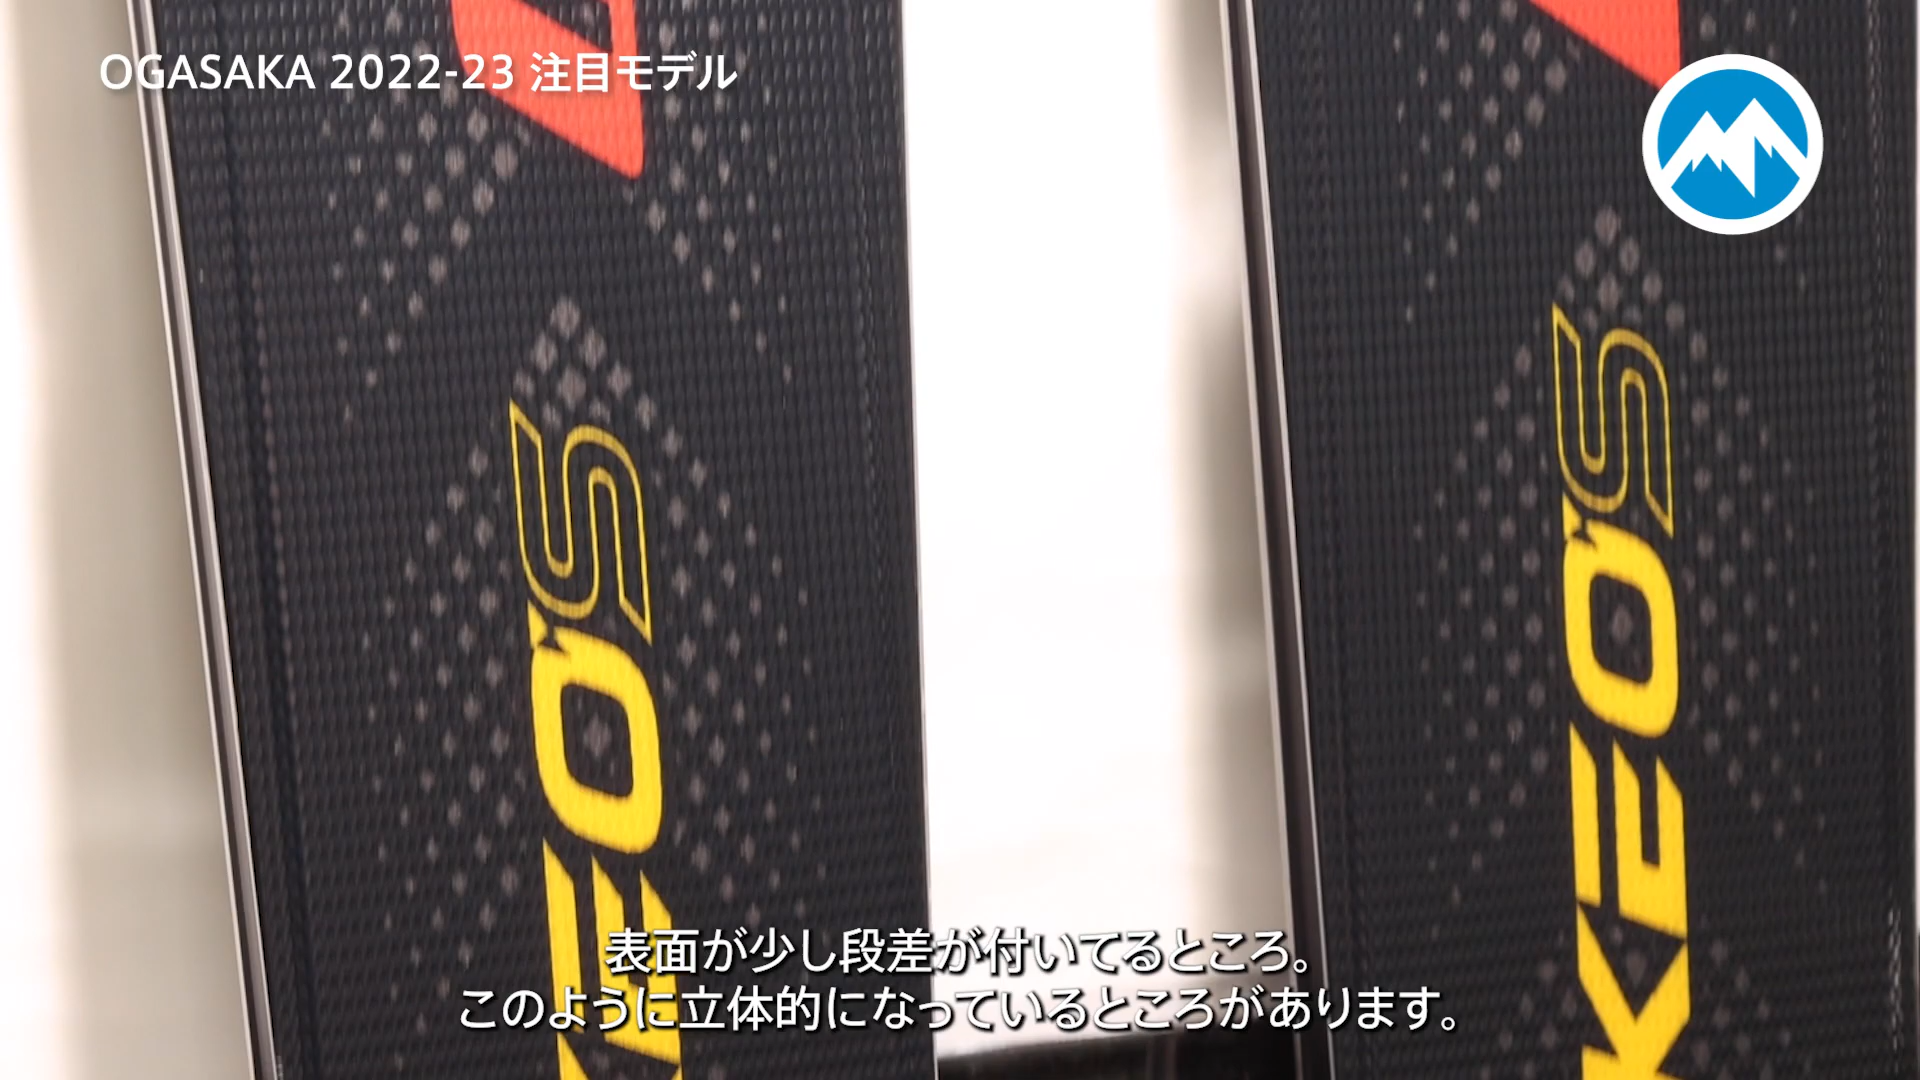 OGASAKA 2022-23 注目モデル
KEO'S
KEO'S
表面が少し段差が付いてるところ。
このように立体的になっているところがあります。